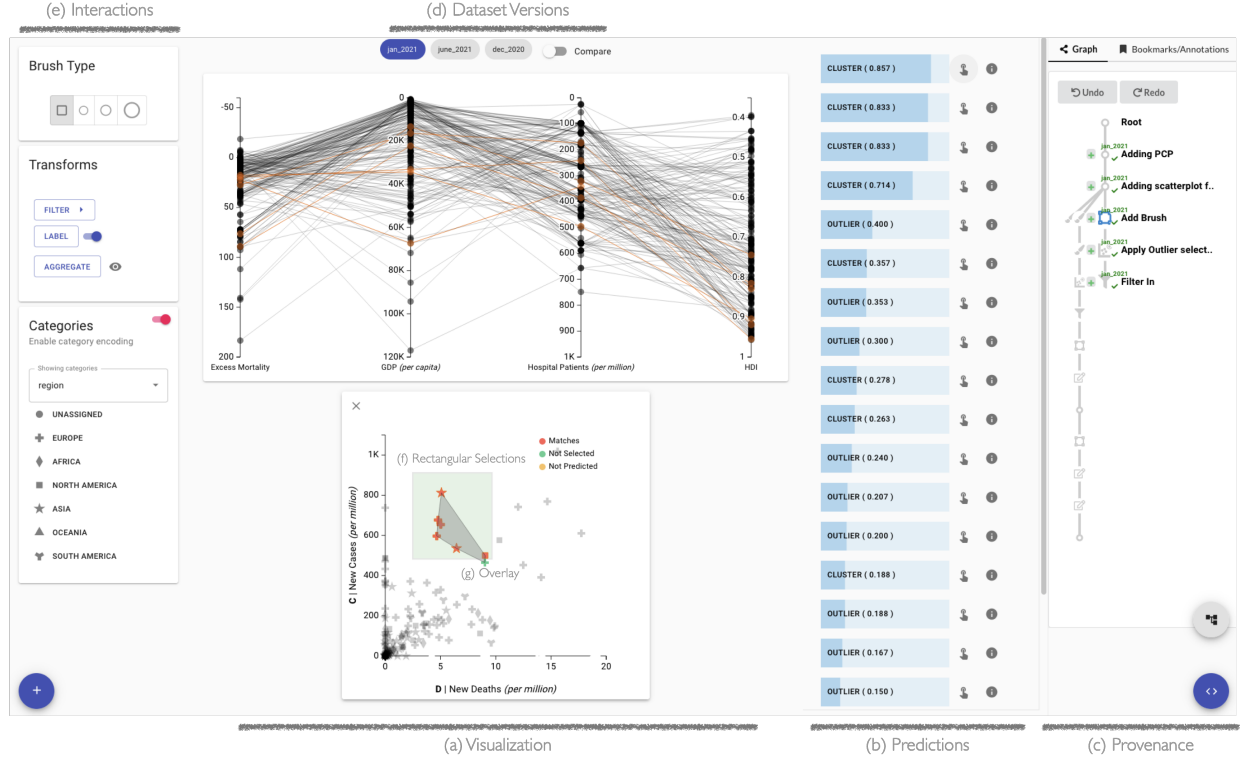 (e) Interactions
(d) Dataset Versions
Brush Type
Transforms
FILTER
LABEL
AGGREGATE
Categories
Enable category encoding
Showing categories
region
UNASSIGNED
EUROPE
AFRICA
NORTH AMERICA
ASIA
OCEANIA
SOUTH AMERICA
jan_2021 june_2021 dec_2020 Compare
-50
0
50
100
150
200
Excess Mortality
0
20K
40K
60K
80K
100K
120K
GDP (per capita)
0
100
200
300
400
500
600
700
800
900
1K
Hospital Patients (per million)
0.4
0.5
0.6
0.7
0.8
0.9
1
HDI
Matches
Not Selected
Not Predicted
(f) Rectangular Selections
(g) Overlay
1K
800
600
400
200
0
C | New Cases (per million)
0 5 10 15 20
D | New Deaths (per million)
CLUSTER ( 0.857 )
CLUSTER ( 0.833 )
CLUSTER ( 0.833 )
CLUSTER ( 0.714 )
OUTLIER ( 0.400 )
CLUSTER ( 0.357 )
OUTLIER ( 0.353 )
OUTLIER ( 0.300 )
CLUSTER ( 0.278 )
CLUSTER ( 0.263 )
OUTLIER ( 0.240 )
OUTLIER ( 0.207 )
OUTLIER ( 0.200 )
CLUSTER ( 0.188 )
OUTLIER ( 0.188 )
OUTLIER ( 0.167 )
OUTLIER ( 0.150 )
Graph Bookmarks/Annotations
Undo Redo
Root
jan_2021
Adding PCP
jan_2021
Adding scatterplot f..
jan_2021
Add Brush
jan_2021
Apply Outlier select..
jan_2021
Filter In
(a) Visualization
(b) Predictions
(c) Provenance